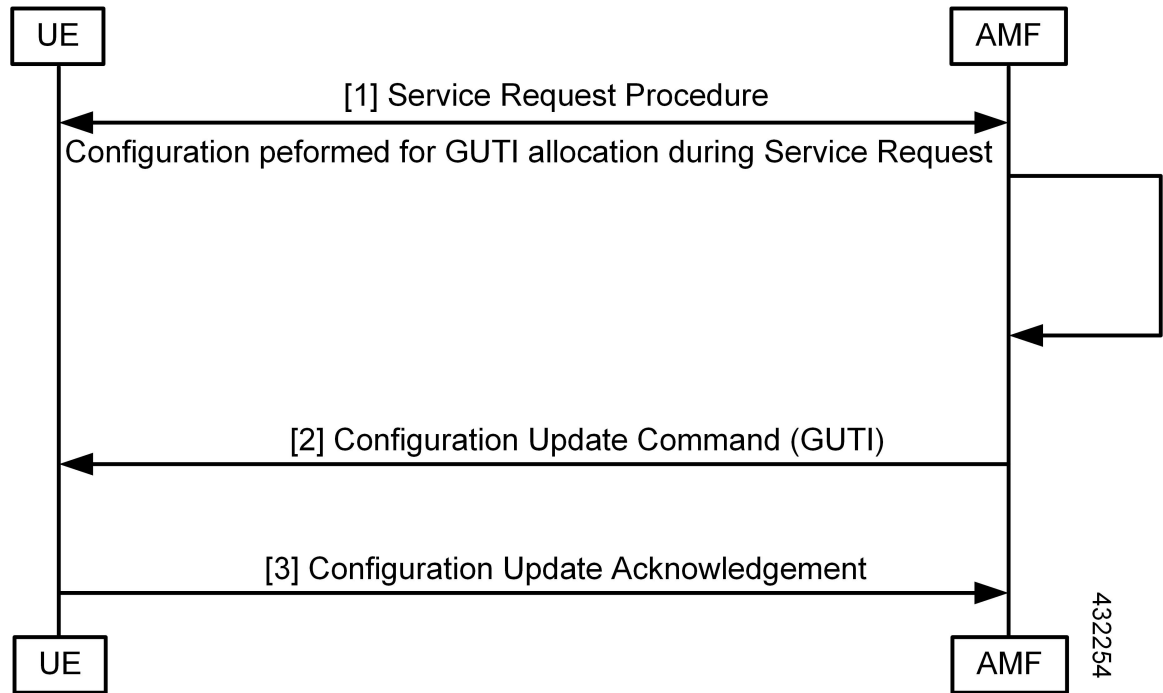 UE
AMF
[1] Service Request Procedure
Configuration peformed for GUTI allocation during Service Request
[2] Configuration Update Command (GUTI)
[3] Configuration Update Acknowledgement
432254
UE
AMF